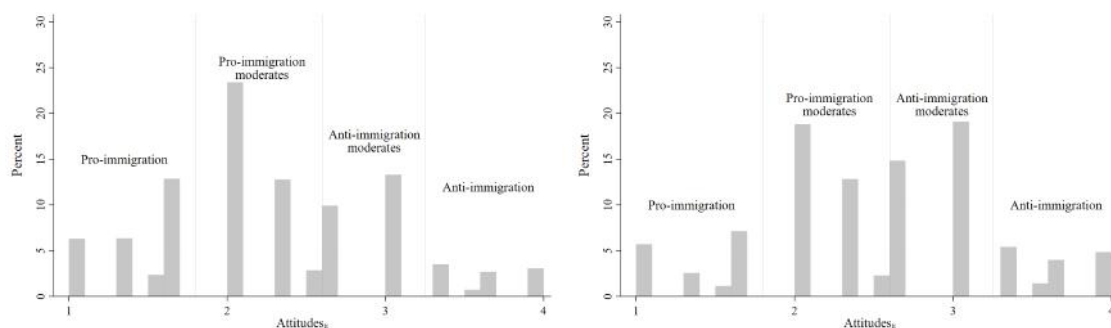 30
25
20
15
10
5
0
Percent
Pro-immigration
Pro-immigration
moderates
Anti-immigration
moderates
Anti-immigration
1
2
3
4
Attitudes
30
25
20
15
10
5
0
Percent
Pro-immigration
Pro-immigration
moderates
Anti-immigration
moderates
Anti-immigration
1
2
3
4
Attitudes